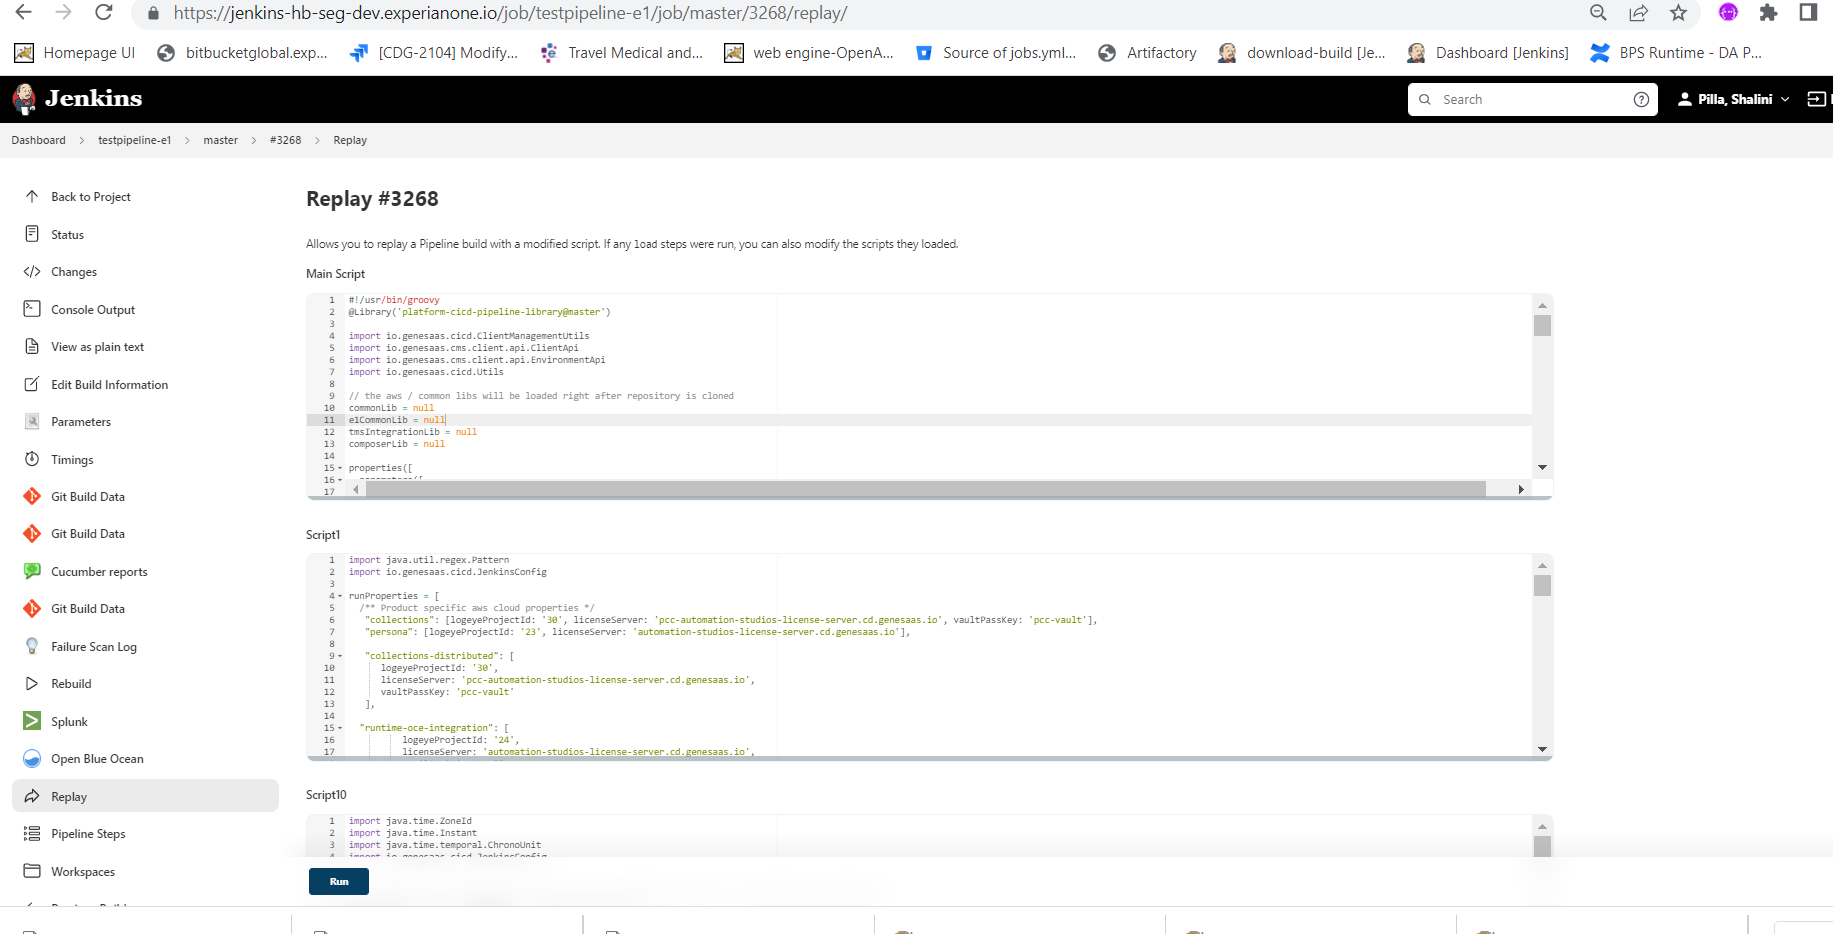 https://jenkins-hb-seg-dev.experianone.io/job/testpipeline-e1/job/master/3268/replay/
Homepage UI
bitbucketglobal.exp...
[CDG-2104] Modify...
Travel Medical and...
web engine-OpenA...
Source of jobs.yml...
Artifactory
download-build [Je...
Dashboard [Jenkins]
BPS Runtime - DA P...
Jenkins
Search
Pilla, Shalini
Dashboard > testpipeline-e1 > master > #3268 > Replay
Back to Project
Status
Changes
Console Output
View as plain text
Edit Build Information
Parameters
Timings
Git Build Data
Git Build Data
Cucumber reports
Git Build Data
Failure Scan Log
Rebuild
Splunk
Open Blue Ocean
Replay
Pipeline Steps
Workspaces
Replay #3268
Allows you to replay a Pipeline build with a modified script. If any load steps were run, you can also modify the scripts they loaded.
Main Script
1 #!/usr/bin/groovy
2 @Library('platform-cicd-pipeline-library@master')
3
4 import io.genesaas.cicd.ClientManagementUtils
5 import io.genesaas.cms.client.api.ClientApi
6 import io.genesaas.cms.client.api.EnvironmentApi
7 import io.genesaas.cicd.Utils
8
9 // the aws / common libs will be loaded right after repository is cloned
10 commonLib = null
11 e1CommonLib = null
12 tmsIntegrationLib = null
13 composerLib = null
14
15 properties([
16 parameters([
17
Script1
1 import java.util.regex.Pattern
2 import io.genesaas.cicd.JenkinsConfig
3
4 runProperties = [
5 /** Product specific aws cloud properties */
6 "collections": [logeyeProjectId: '30', licenseServer: 'pcc-automation-studios-license-server.cd.genesaas.io', vaultPassKey: 'pcc-vault'],
7 "persona": [logeyeProjectId: '23', licenseServer: 'automation-studios-license-server.cd.genesaas.io'],
8
9 "collections-distributed": [
10 logeyeProjectId: '30',
11 licenseServer: 'pcc-automation-studios-license-server.cd.genesaas.io',
12 vaultPassKey: 'pcc-vault'
13 ],
14
15 "runtime-oce-integration": [
16 logeyeProjectId: '24',
17 licenseServer: 'automation-studios-license-server.cd.genesaas.io',
Script10
1 import java.time.ZoneId
2 import java.time.Instant
3 import java.time.temporal.ChronoUnit
4 import io.genesaas.cicd.JenkinsConfig
Run